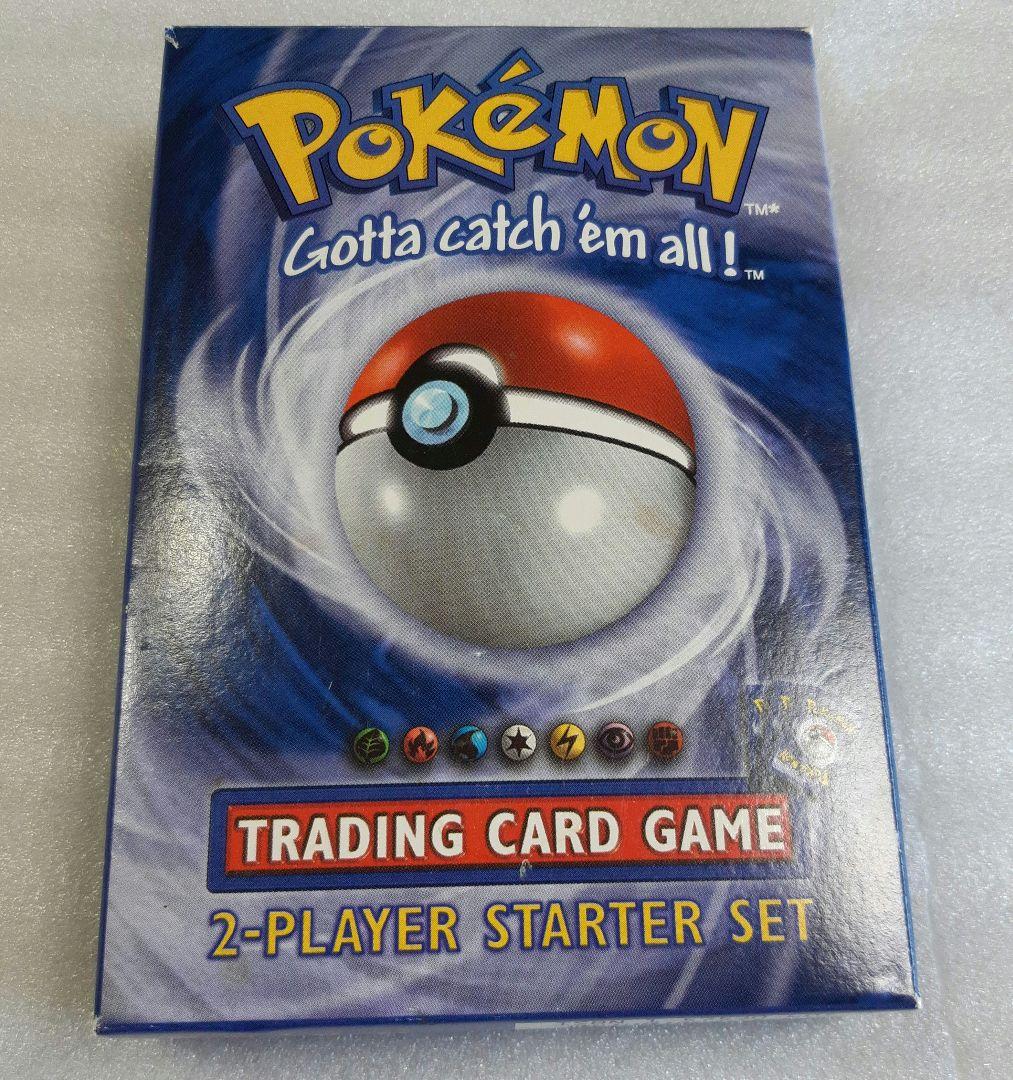 POKéMON
TM*
Gotta catch 'em all!
TM
TRADING CARD GAME
2-PLAYER STARTER SET